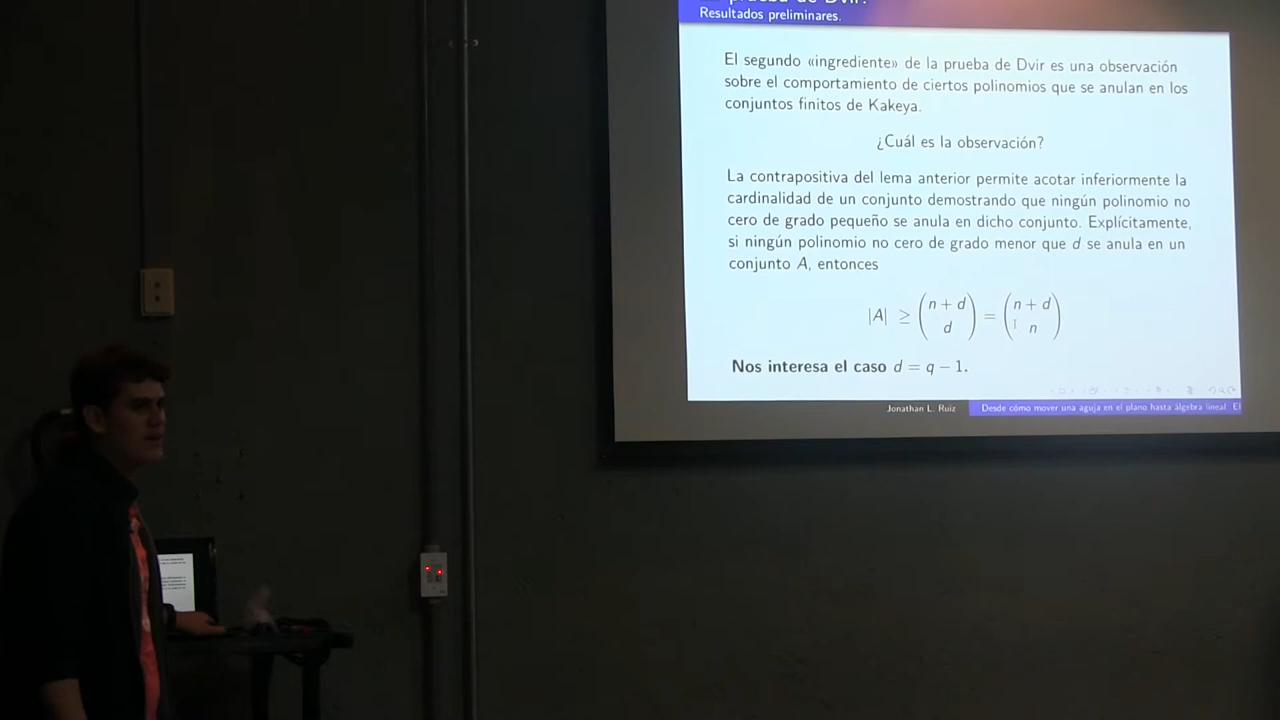 prueba de Dvir.
Resultados preliminares.
El segundo «ingrediente» de la prueba de Dvir es una observación
sobre el comportamiento de ciertos polinomios que se anulan en los
conjuntos finitos de Kakeya.
¿Cuál es la observación?
La contrapositiva del lema anterior permite acotar inferiormente la
cardinalidad de un conjunto demostrando que ningún polinomio no
cero de grado pequeño se anula en dicho conjunto. Explícitamente,
si ningún polinomio no cero de grado menor que d se anula en un
conjunto A, entonces
|A| ≥ (n + d d) = (n + d n)
Nos interesa el caso d = q − 1.
Jonathan L. Ruiz Desde cómo mover una aguja en el plano hasta álgebra lineal. El